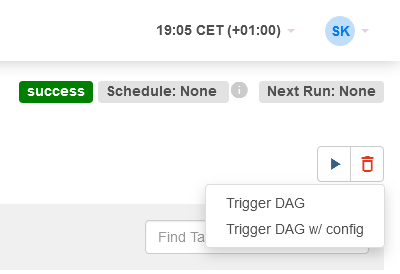 19:05 CET (+01:00)
SK
success
Schedule: None
Next Run: None
Trigger DAG
Trigger DAG w/ config
Find Ta